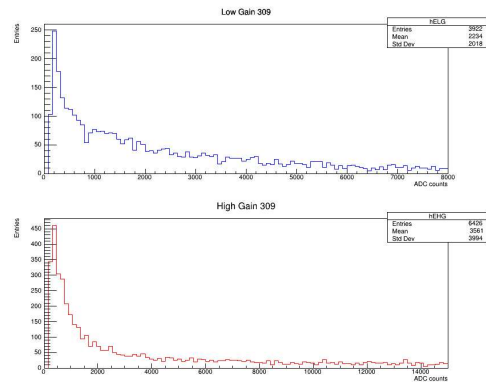 Low Gain 309
Entries
hELG
Entries 3922
Mean 2234
Std Dev 2018
250
200
150
100
50
0
0 1000 2000 3000 4000 5000 6000 7000 8000
ADC counts
High Gain 309
Entries
hEHG
Entries 6426
Mean 3561
Std Dev 3994
450
400
350
300
250
200
150
100
50
0
0 2000 4000 6000 8000 10000 12000 14000
ADC counts